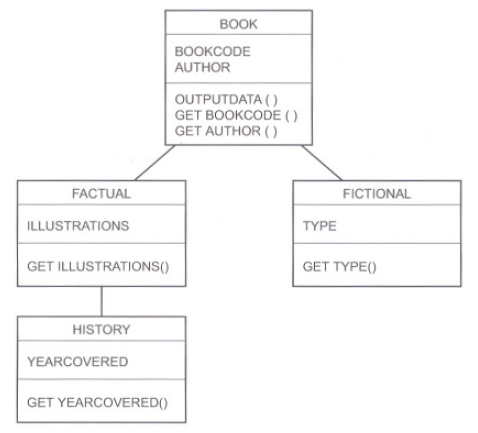 BOOK
BOOKCODE
AUTHOR
OUTPUTDATA ( )
GET BOOKCODE ( )
GET AUTHOR ( )
FACTUAL
ILLUSTRATIONS
GET ILLUSTRATIONS()
FICTIONAL
TYPE
GET TYPE()
HISTORY
YEARCOVERED
GET YEARCOVERED()